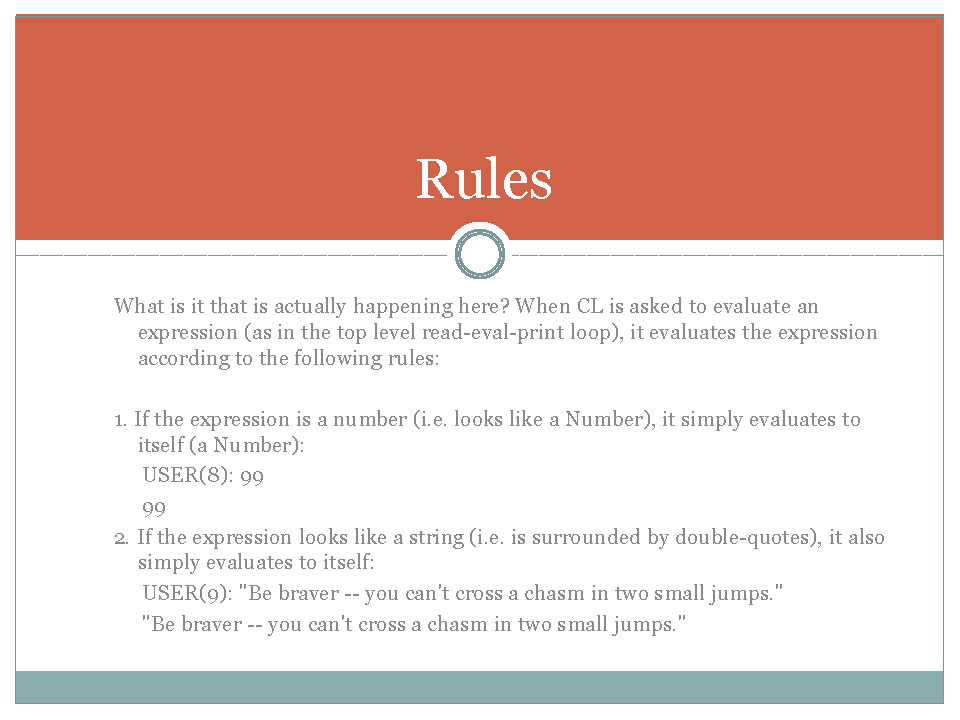 Rules
What is it that is actually happening here? When CL is asked to evaluate an
expression (as in the top level read-eval-print loop), it evaluates the expression
according to the following rules:
1. If the expression is a number (i.e. looks like a Number), it simply evaluates to
itself (a Number):
USER(8): 99
99
2. If the expression looks like a string (i.e. is surrounded by double-quotes), it also
simply evaluates to itself:
USER(9): "Be braver -- you can't cross a chasm in two small jumps."
"Be braver -- you can't cross a chasm in two small jumps."